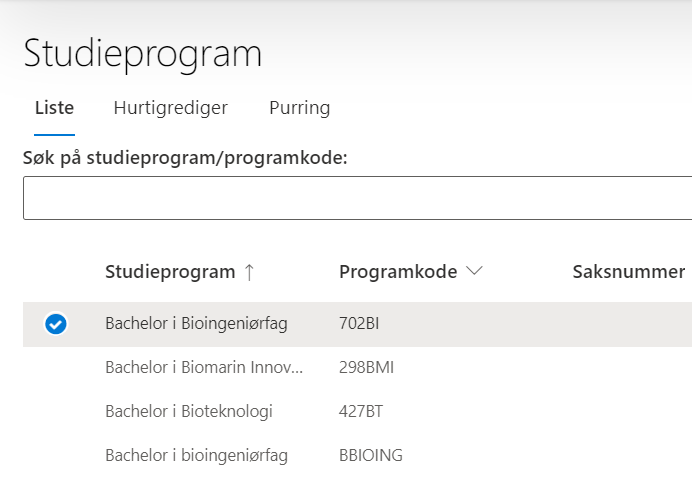 Studieprogram
Liste Hurtigrediger Purring
Søk på studieprogram/programkode:
Studieprogram ↑ Programkode Saksnummer
Bachelor i Bioingeniørfag 702BI
Bachelor i Biomarin Innov... 298BMI
Bachelor i Bioteknologi 427BT
Bachelor i bioingeniørfag BBIOING